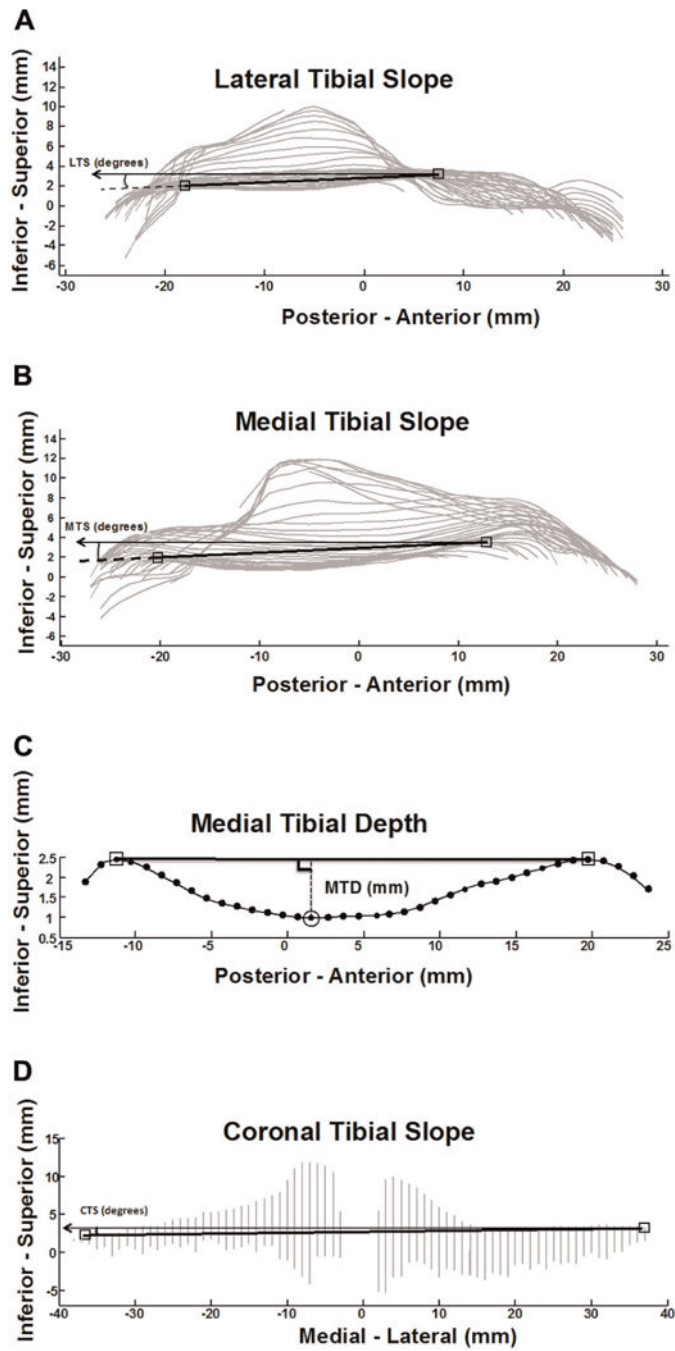 A
Lateral Tibial Slope
Inferior - Superior (mm)
14
12
10
8
6
4
2
0
-2
-4
-6
LTS (degrees)
-30 -20 -10 0 10 20 30
Posterior - Anterior (mm)
B
Medial Tibial Slope
Inferior - Superior (mm)
14
12
10
8
6
4
2
0
-2
-4
-6
MTS (degrees)
-30 -20 -10 0 10 20 30
Posterior - Anterior (mm)
C
Medial Tibial Depth
Inferior - Superior (mm)
2.5
2
1.5
1
0.5
MTD (mm)
-15 -10 -5 0 5 10 15 20 25
Posterior - Anterior (mm)
D
Coronal Tibial Slope
Inferior - Superior (mm)
15
10
5
0
-5
CTS (degrees)
-40 -30 -20 -10 0 10 20 30 40
Medial - Lateral (mm)